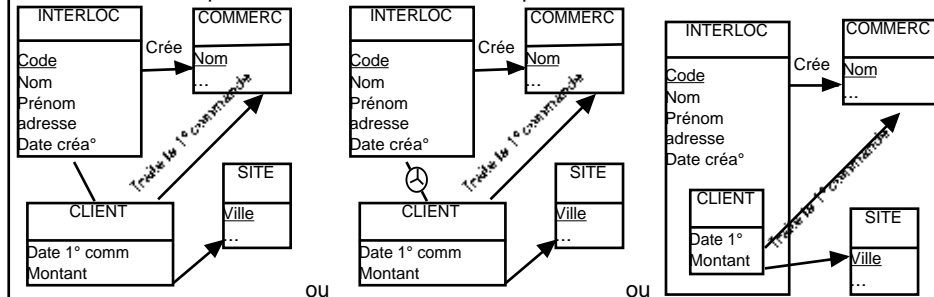 INTERLOC
Code
Nom
Prénom
adresse
Date créa°
Crée
COMMERC
Nom
...
Traite la 1° commande
CLIENT
Date 1° comm
Montant
SITE
Ville
...
ou
INTERLOC
Code
Nom
Prénom
adresse
Date créa°
Crée
COMMERC
Nom
...
Traite la 1° commande
CLIENT
Date 1° comm
Montant
SITE
Ville
...
ou
INTERLOC
Code
Nom
Prénom
adresse
Date créa°
Crée
COMMERC
Nom
...
Traite la 1° commande
CLIENT
Date 1°
Montant
SITE
Ville
...